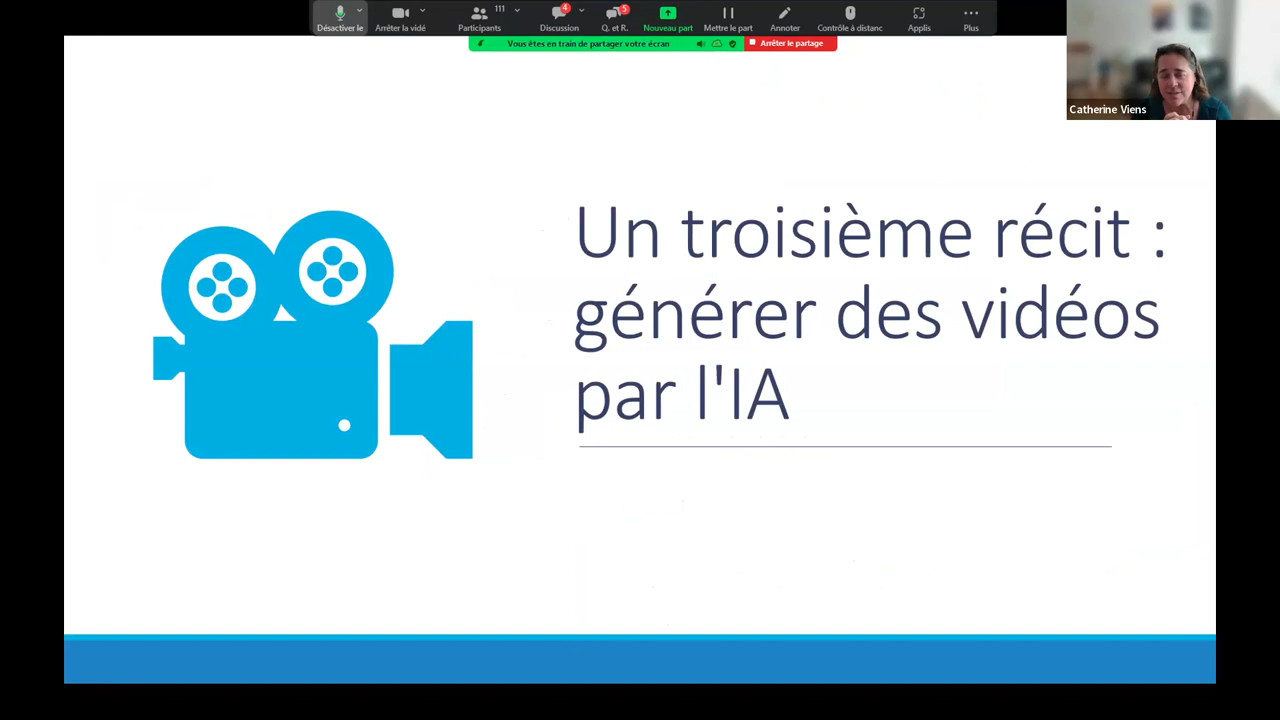 111
4
5
Désactiver le
Arrêter la vidé
Participants
Discussion
Q. et R.
Nouveau part
Mettre le part
Annoter
Contrôle à distanc
Applis
Plus
Vous êtes en train de partager votre écran
Arrêter le partage
Catherine Viens
Un troisième récit :
générer des vidéos
par l'IA